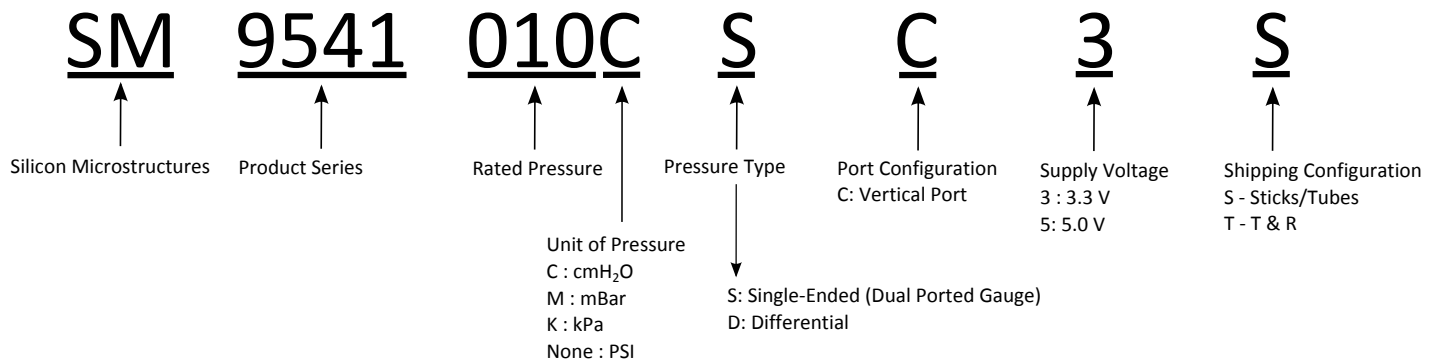 SM 9541 010C S C 3 S
Silicon Microstructures
Product Series
Rated Pressure
Pressure Type
Port Configuration
C: Vertical Port
Supply Voltage
3 : 3.3 V
5: 5.0 V
Shipping Configuration
S - Sticks/Tubes
T - T & R
Unit of Pressure
C : cmH₂O
M : mBar
K : kPa
None : PSI
S: Single-Ended (Dual Ported Gauge)
D: Differential